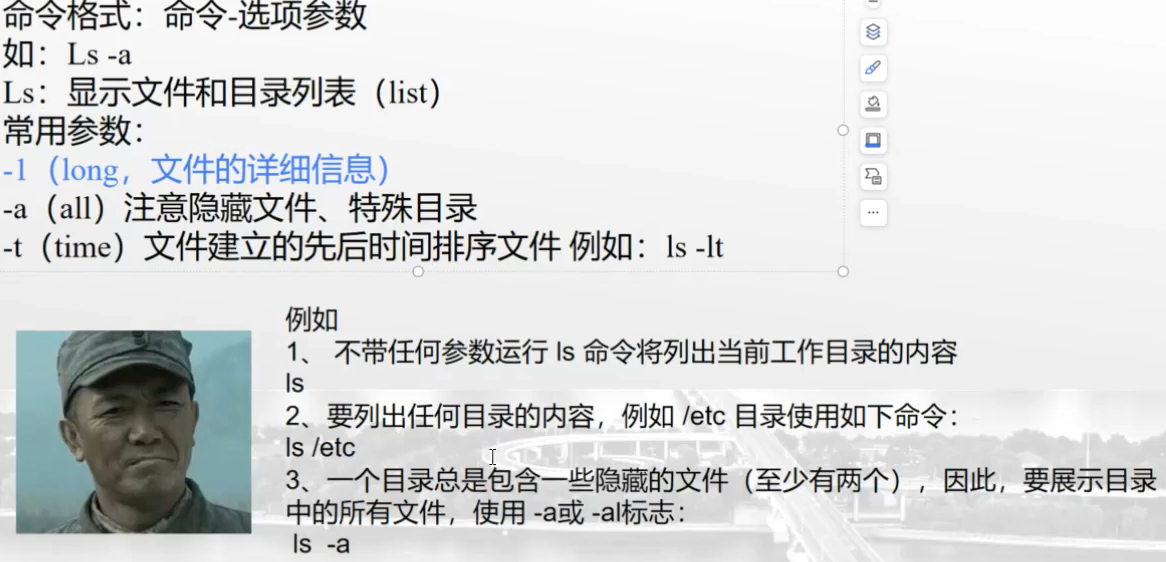 命令格式：命令-选项参数
如：Ls -a
Ls：显示文件和目录列表（list）
常用参数：
-l（long，文件的详细信息）
-a（all）注意隐藏文件、特殊目录
-t（time）文件建立的先后时间排序文件 例如：ls -lt
例如
1、 不带任何参数运行 ls 命令将列出当前工作目录的内容
ls
2、要列出任何目录的内容，例如 /etc 目录使用如下命令：
ls /etc
3、一个目录总是包含一些隐藏的文件（至少有两个），因此，要展示目录
中的所有文件，使用 -a或 -al标志：
ls -a